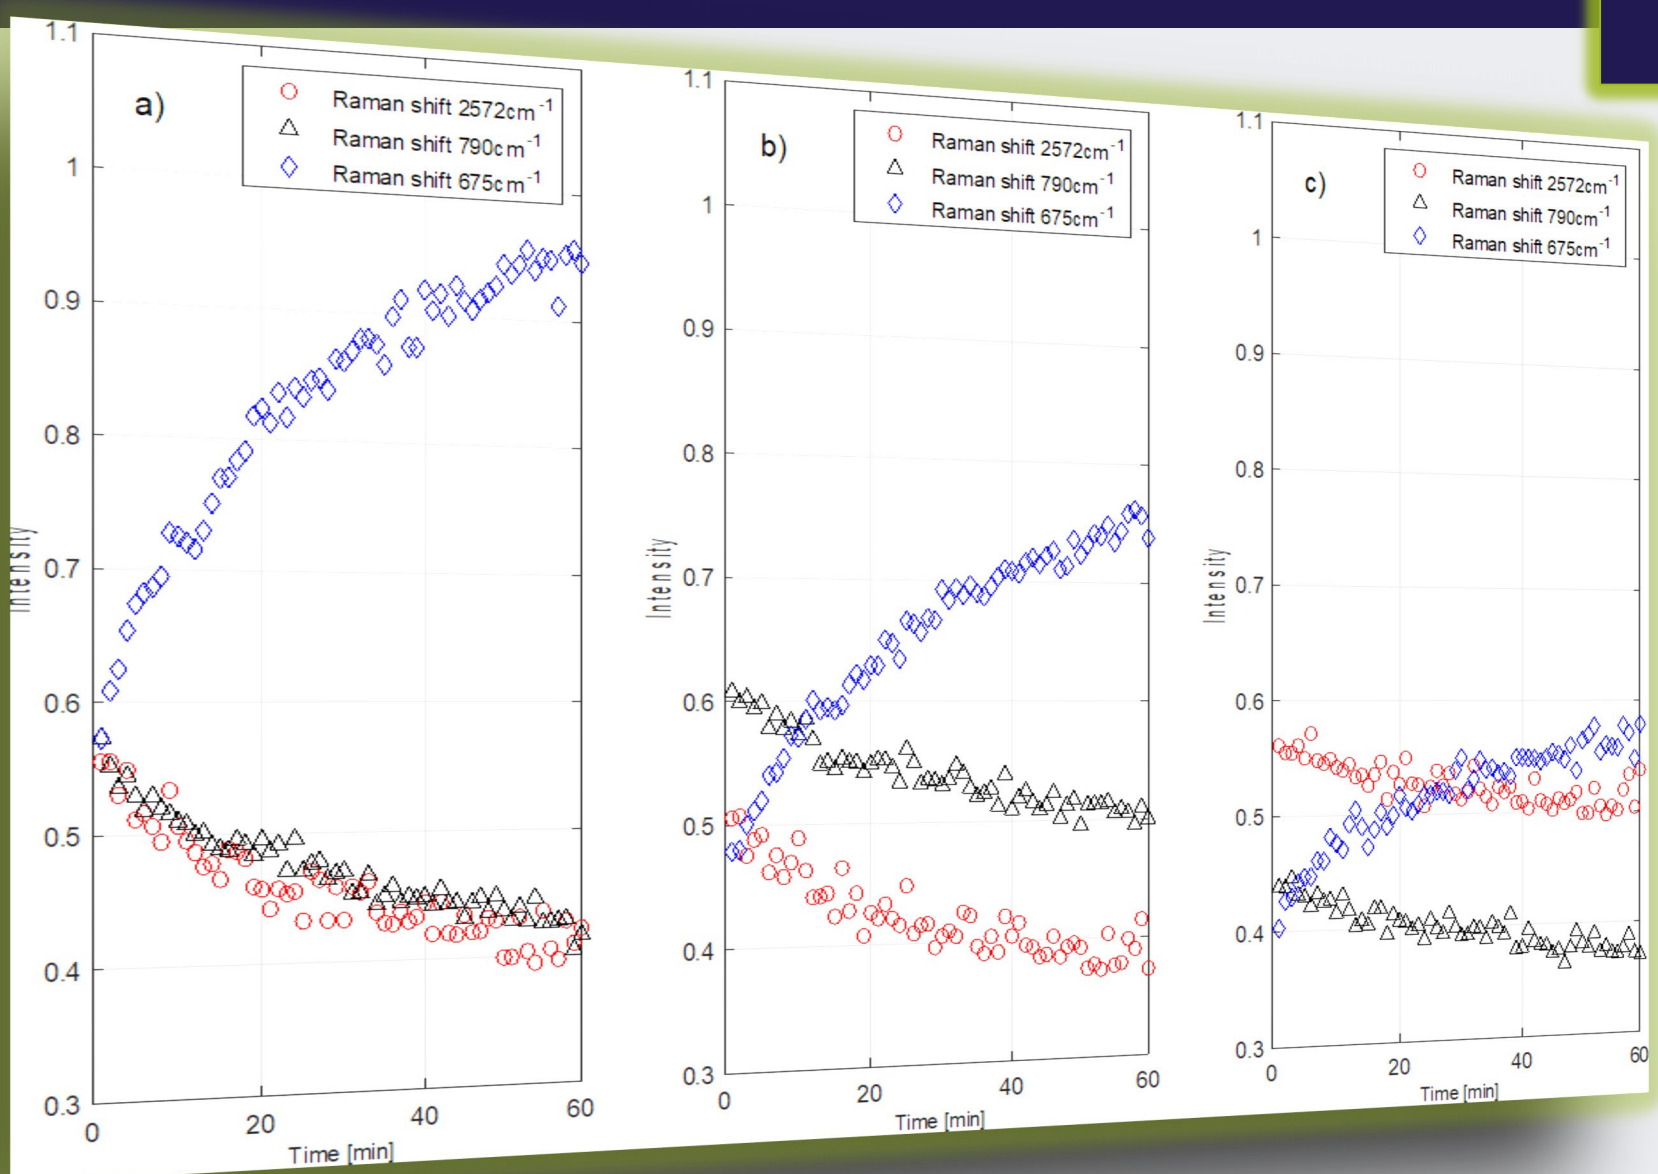 a)
Raman shift 2572cm⁻¹
Raman shift 790cm⁻¹
Raman shift 675cm⁻¹
1.1
1
0.9
0.8
0.7
0.6
0.5
0.4
0.3
Intensity
0
20
40
60
Time [min]
b)
Raman shift 2572cm⁻¹
Raman shift 790cm⁻¹
Raman shift 675cm⁻¹
1.1
1
0.9
0.8
0.7
0.6
0.5
0.4
0.3
Intensity
0
20
40
60
Time [min]
c)
Raman shift 2572cm⁻¹
Raman shift 790cm⁻¹
Raman shift 675cm⁻¹
1.1
1
0.9
0.8
0.7
0.6
0.5
0.4
0.3
Intensity
0
20
40
60
Time [min]